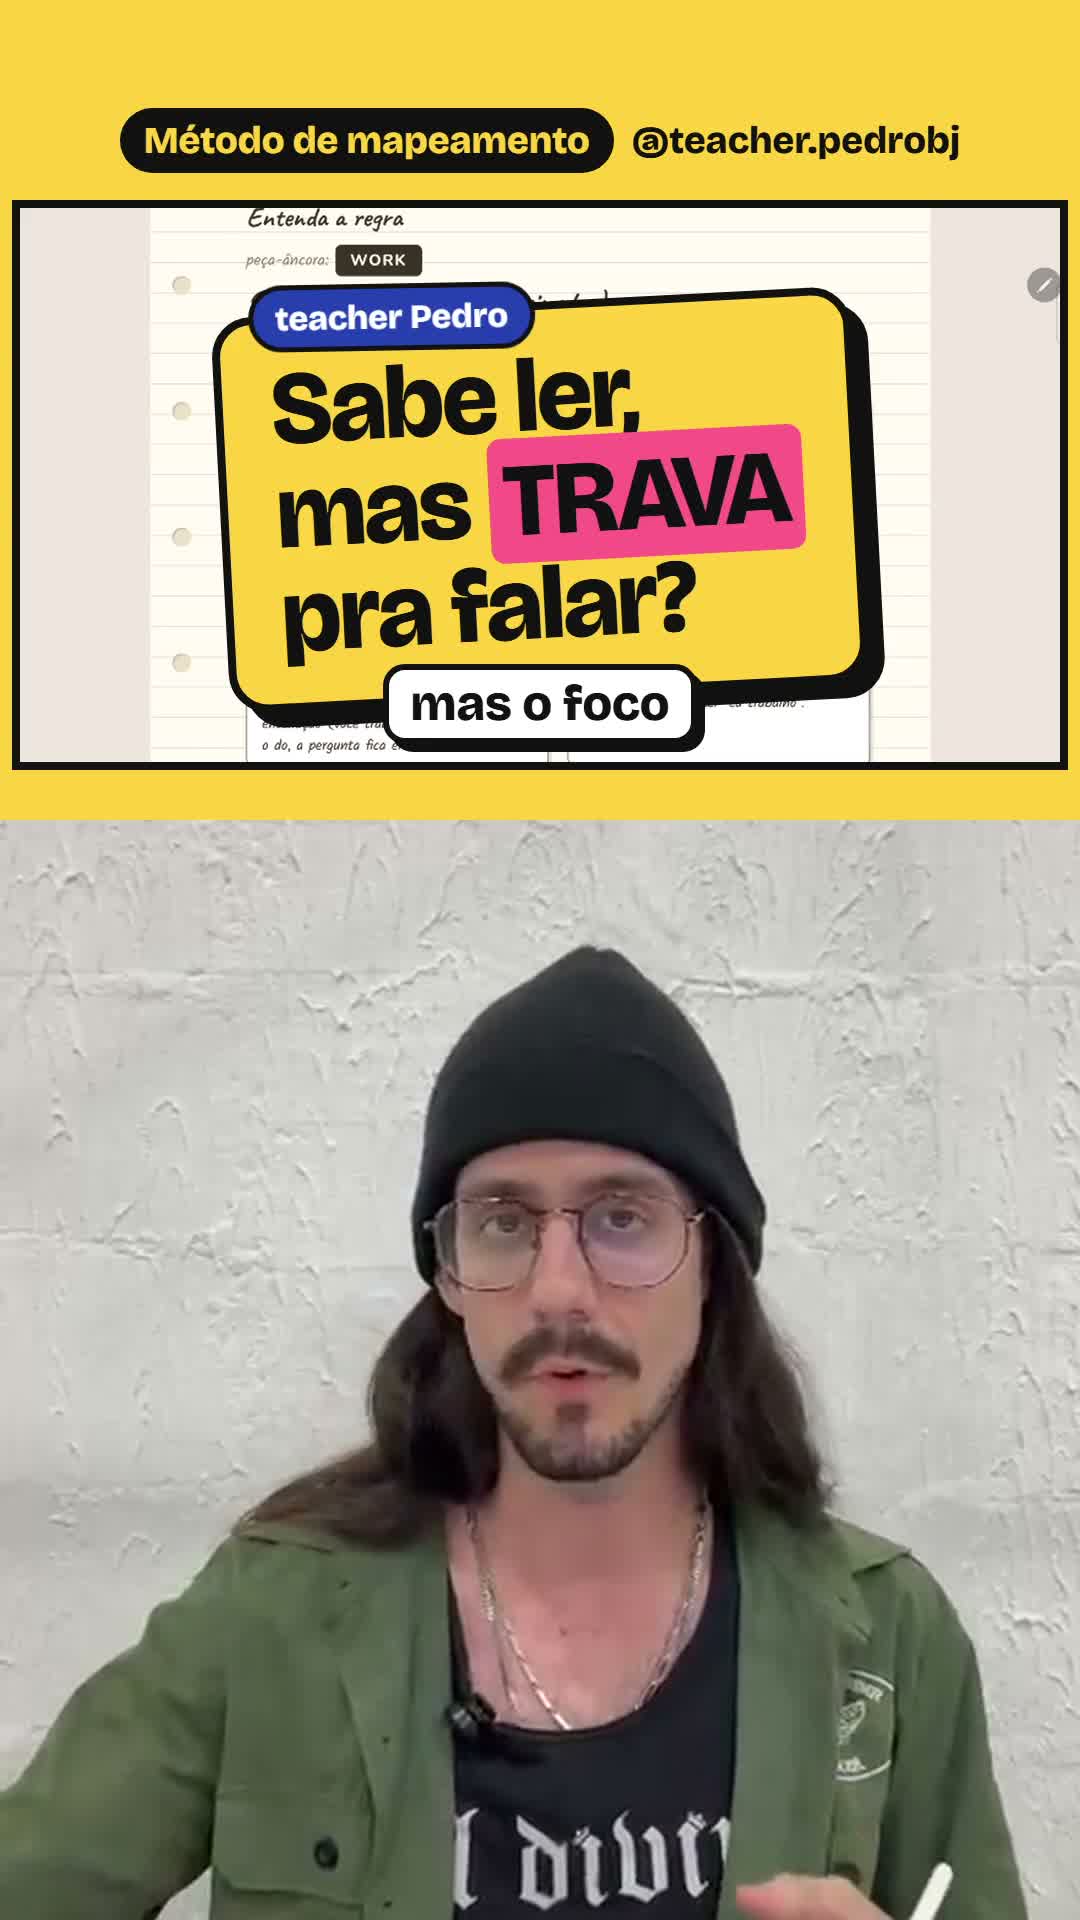 Método de mapeamento @teacher.pedrobj
Entenda a regra
peça-âncora: WORK
teacher Pedro
Sabe ler,
mas TRAVA
pra falar?
mas o foco
o do, a pergunta fica